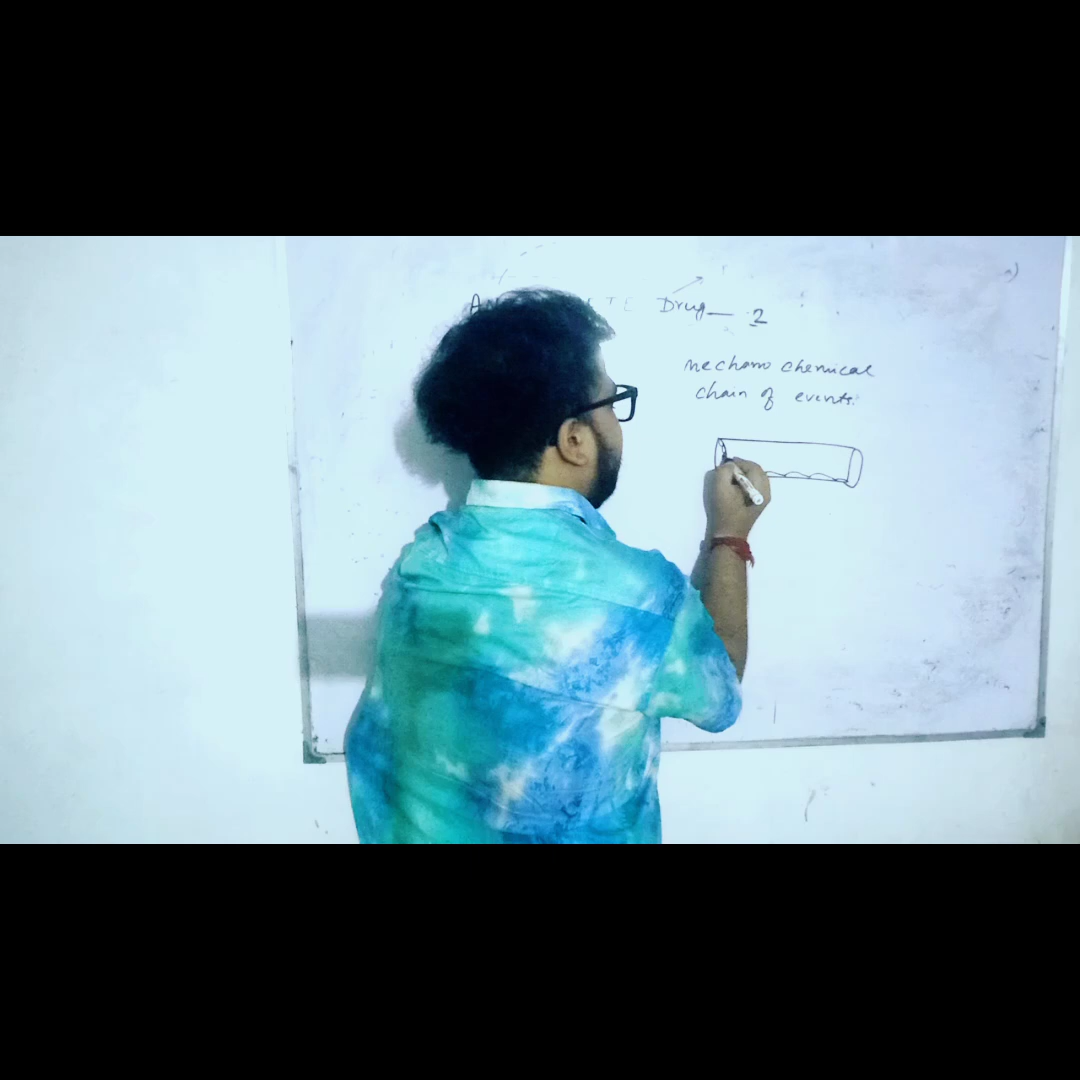 Drug — 2
mechano chemical
chain of events.